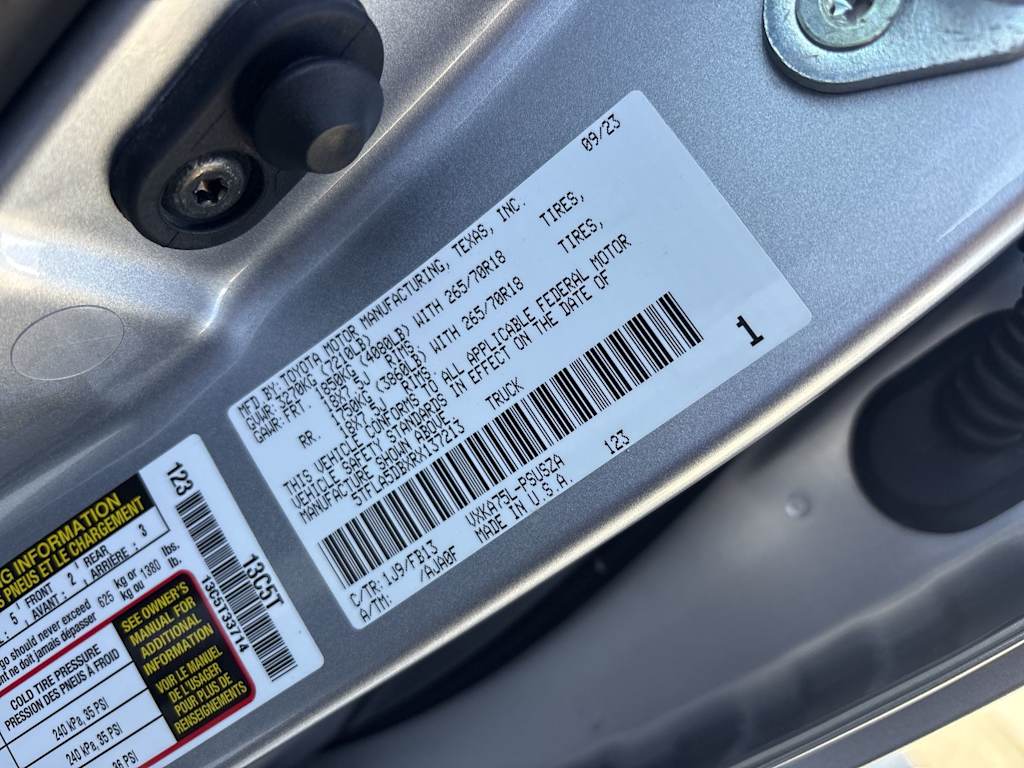 MFD BY: TOYOTA MOTOR MANUFACTURING, TEXAS, INC. 09/23
GVWR: 3270KG (7210LB)
GAWR: FRT. 1850KG ( 4080LB) WITH 265/70R18 TIRES,
18X7.5J RIMS
RR. 1750KG (3860LB) WITH 265/70R18 TIRES,
18X7.5J RIMS
THIS VEHICLE CONFORMS TO ALL APPLICABLE FEDERAL MOTOR
VEHICLE SAFETY STANDARDS IN EFFECT ON THE DATE OF
MANUFACTURE SHOWN ABOVE
TRUCK
1
C/TR: 1J9/FB13 VXKA75L-PSUSZA 123
A/TM: /AJA0F MADE IN U.S.A.
NG INFORMATION
S PNEUS ET LE CHARGEMENT
5 FRONT 2 REAR 3
AVANT : ARRIÈRE :
go should never exceed 625 kg or 1380 lbs.
ent ne doit jamais dépasser kg ou lb.
COLD TIRE PRESSURE
PRESSION DES PNEUS À FROID
240 kPa, 35 PSI
240 kPa, 35 PSI
36 PSI
SEE OWNER'S
MANUAL FOR
ADDITIONAL
INFORMATION
VOIR LE MANUEL
DE L'USAGER
POUR PLUS DE
RENSEIGNEMENTS
123
13C5T
13C5T33714